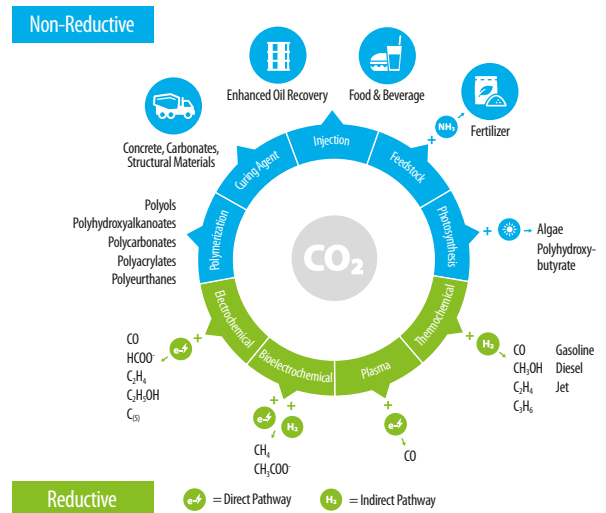 Non-Reductive
Enhanced Oil Recovery
Food & Beverage
NH₃
Fertilizer
Concrete, Carbonates,
Structural Materials
Curing Agent
Injection
Feedstock
+
Polyols
Polyhydroxyalkanoates
Polycarbonates
Polyacrylates
Polyeurthanes
Polymerization
CO₂
Photosynthesis
+
Algae
Polyhydroxy-
butyrate
Electrochemical
Bioelectrochemical
Plasma
Thermochemical
+
e-
CO
HCOO⁻
C₂H₄
C₂H₅OH
C₍S₎
+ +
e- H₂
CH₄
CH₃COO⁻
+
e-
CO
+
H₂
CO Gasoline
CH₃OH Diesel
C₂H₄ Jet
C₃H₆
Reductive
e- = Direct Pathway
H₂ = Indirect Pathway